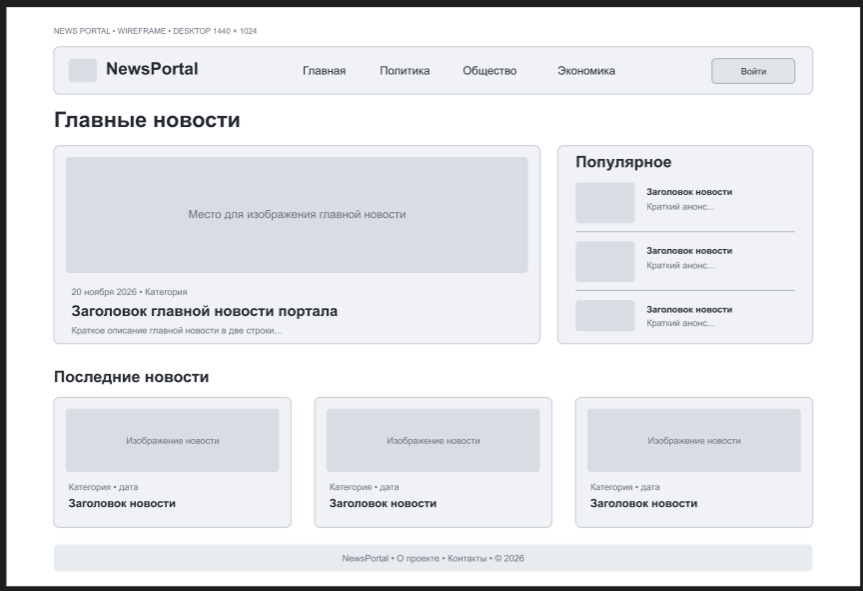 NEWS PORTAL • WIREFRAME • DESKTOP 1440 × 1024
NewsPortal
Главная
Политика
Общество
Экономика
Войти
Главные новости
Место для изображения главной новости
20 ноября 2026 • Категория
Заголовок главной новости портала
Краткое описание главной новости в две строки...
Популярное
Заголовок новости
Краткий анонс...
Заголовок новости
Краткий анонс...
Заголовок новости
Краткий анонс...
Последние новости
Изображение новости
Категория • дата
Заголовок новости
Изображение новости
Категория • дата
Заголовок новости
Изображение новости
Категория • дата
Заголовок новости
NewsPortal • О проекте • Контакты • © 2026